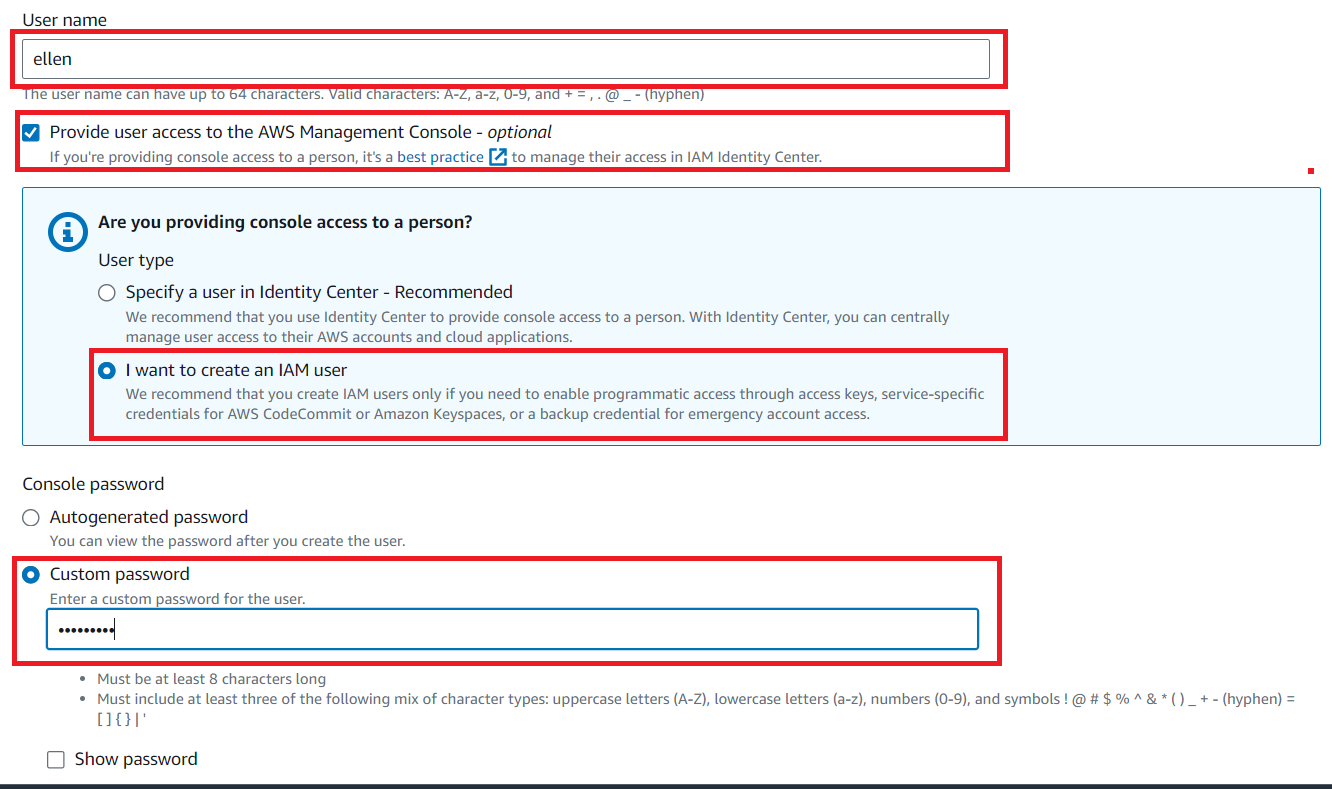 User name
ellen
The user name can have up to 64 characters. Valid characters: A-Z, a-z, 0-9, and + = , . @ _ - (hyphen)
Provide user access to the AWS Management Console - optional
If you're providing console access to a person, it's a best practice to manage their access in IAM Identity Center.
Are you providing console access to a person?
User type
Specify a user in Identity Center - Recommended
We recommend that you use Identity Center to provide console access to a person. With Identity Center, you can centrally
manage user access to their AWS accounts and cloud applications.
I want to create an IAM user
We recommend that you create IAM users only if you need to enable programmatic access through access keys, service-specific
credentials for AWS CodeCommit or Amazon Keyspaces, or a backup credential for emergency account access.
Console password
Autogenerated password
You can view the password after you create the user.
Custom password
Enter a custom password for the user.
•••••••••
• Must be at least 8 characters long
• Must include at least three of the following mix of character types: uppercase letters (A-Z), lowercase letters (a-z), numbers (0-9), and symbols ! @ # $ % ^ & * ( ) _ + - (hyphen) =
[ ] { } | '
Show password